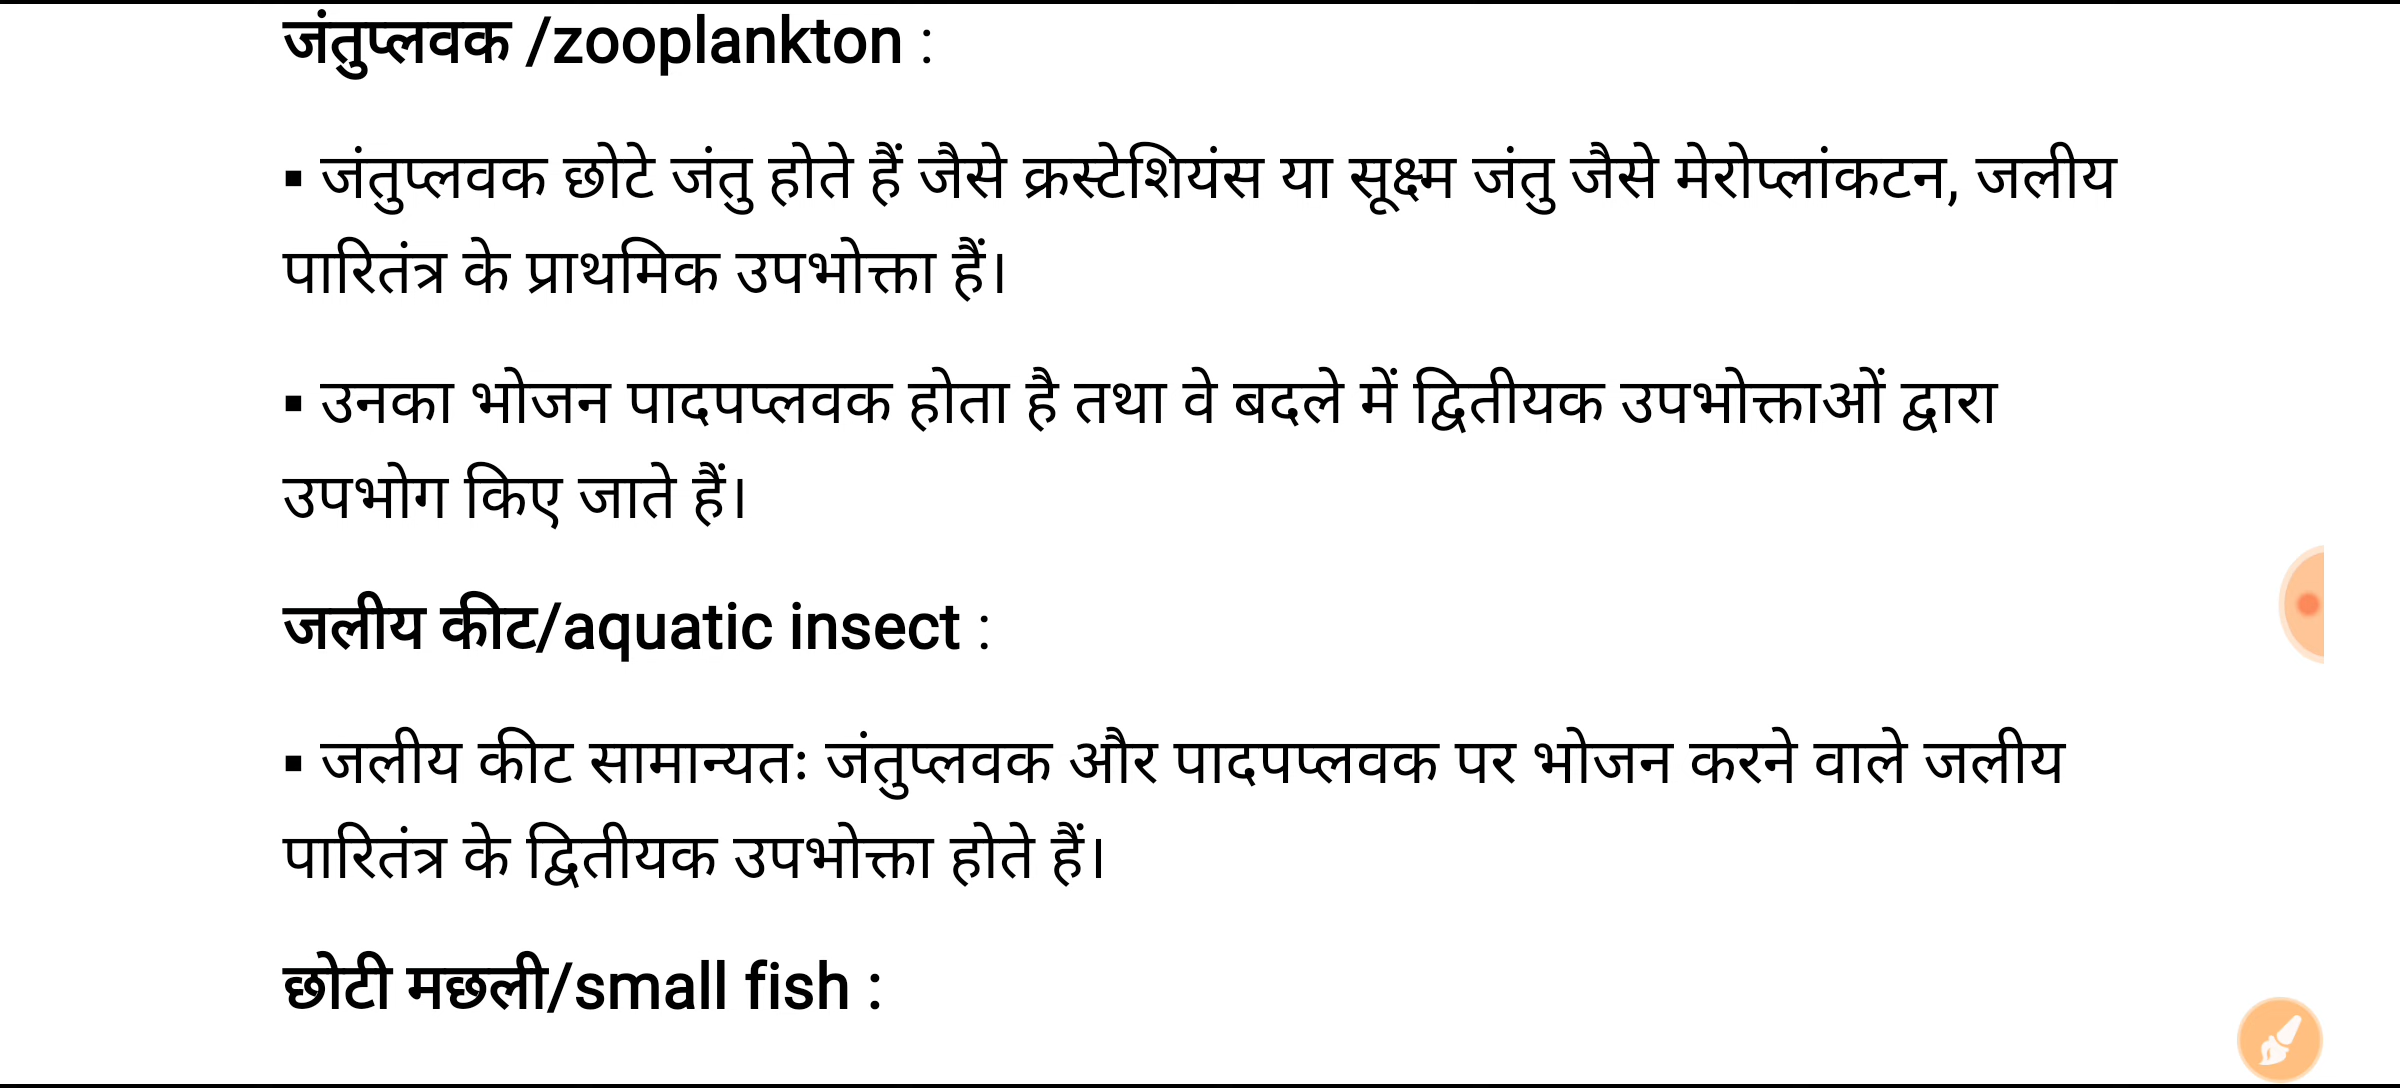 जंतुप्लवक /zooplankton :
▪ जंतुप्लवक छोटे जंतु होते हैं जैसे क्रस्टेशियंस या सूक्ष्म जंतु जैसे मेरोप्लांकटन, जलीय
पारितंत्र के प्राथमिक उपभोक्ता हैं।
▪ उनका भोजन पादपप्लवक होता है तथा वे बदले में द्वितीयक उपभोक्ताओं द्वारा
उपभोग किए जाते हैं।
जलीय कीट/aquatic insect :
▪ जलीय कीट सामान्यतः जंतुप्लवक और पादपप्लवक पर भोजन करने वाले जलीय
पारितंत्र के द्वितीयक उपभोक्ता होते हैं।
छोटी मछली/small fish :